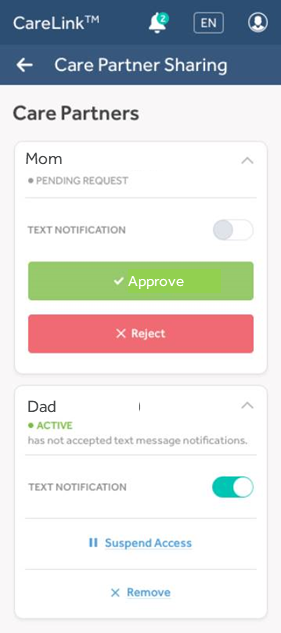 CareLink™
2
EN
Care Partner Sharing
Care Partners
Mom
PENDING REQUEST
TEXT NOTIFICATION
Approve
Reject
Dad
ACTIVE
has not accepted text message notifications.
TEXT NOTIFICATION
Suspend Access
Remove